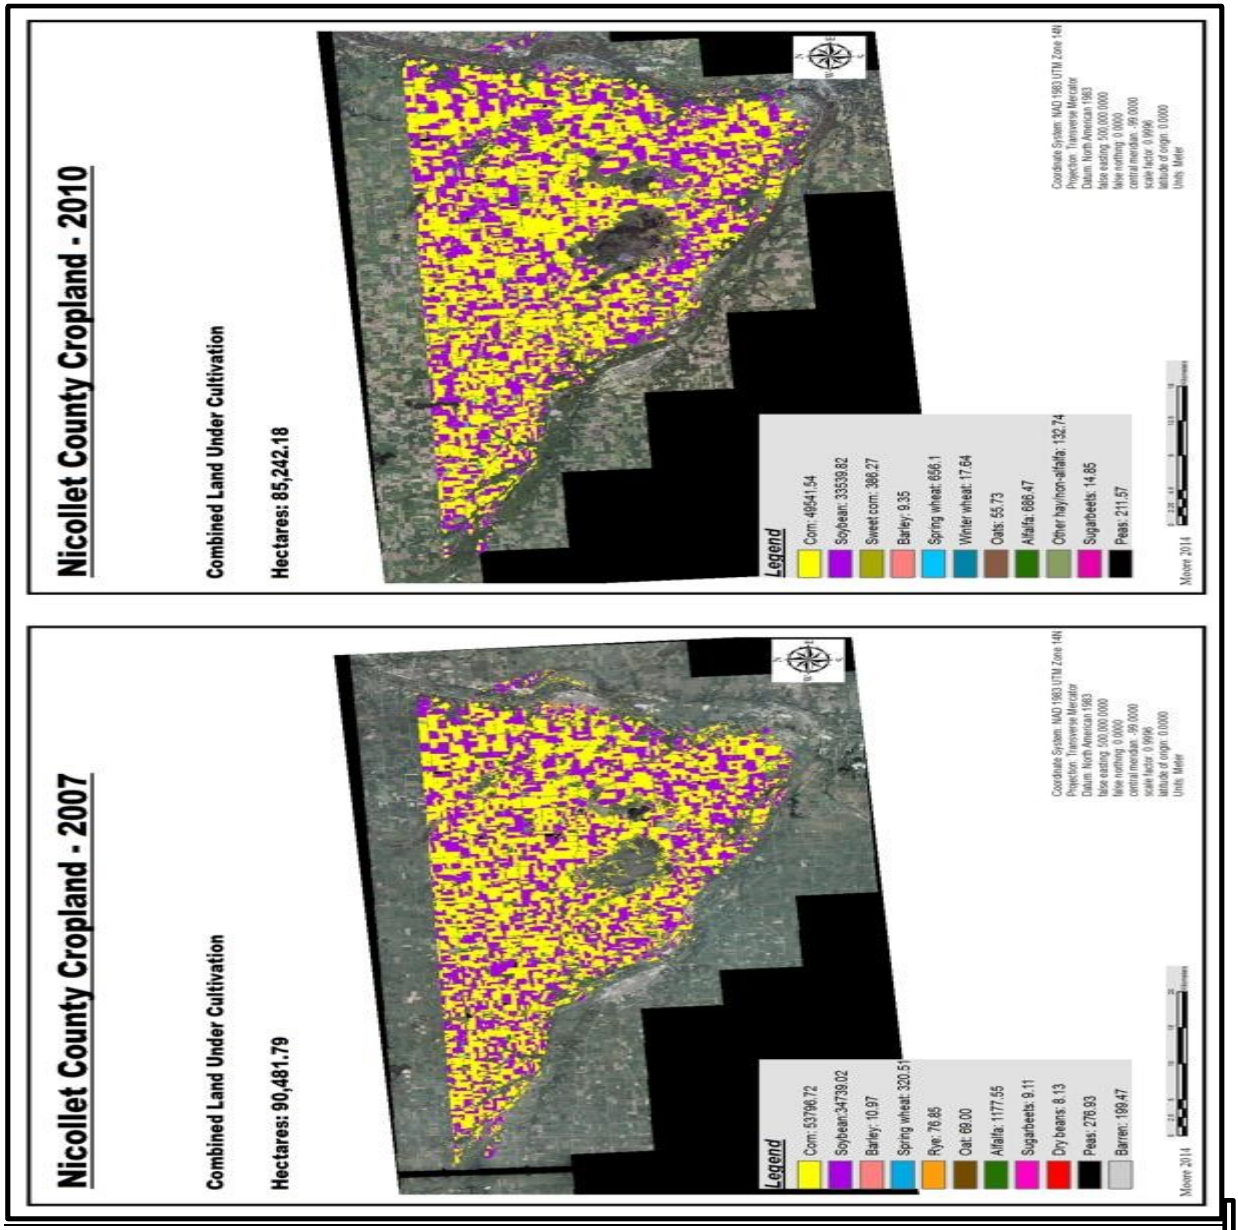 Nicollet County Cropland - 2007
Combined Land Under Cultivation
Hectares: 90,481.79
N
W
E
Legend
Corn: 53796.72
Soybean:34739.02
Barley: 10.97
Spring wheat: 320.51
Rye: 76.85
Oat: 69.00
Alfalfa: 1177.55
Sugarbeets: 9.11
Dry beans: 8.13
Peas: 276.93
Barren: 199.47
Coordinate System: NAD 1983 UTM Zone 14N
Projection: Transverse Mercator
Datum: North American 1983
false easting: 500,000.0000
false northing: 0.0000
central meridian: -99.0000
scale factor: 0.9996
latitude of origin: 0.0000
Units: Meter
Moore 2014
Nicollet County Cropland - 2010
Combined Land Under Cultivation
Hectares: 85,242.18
N
W
E
Legend
Corn: 49541.54
Soybean: 33539.82
Sweet corn: 386.27
Barley: 9.35
Spring wheat: 656.1
Winter wheat: 17.64
Oats: 55.73
Alfalfa: 686.47
Other hay/non-alfalfa: 132.74
Sugarbeets: 14.85
Peas: 211.57
Coordinate System: NAD 1983 UTM Zone 14N
Projection: Transverse Mercator
Datum: North American 1983
false easting: 500,000.0000
false northing: 0.0000
central meridian: -99.0000
scale factor: 0.9996
latitude of origin: 0.0000
Units: Meter
Moore 2014